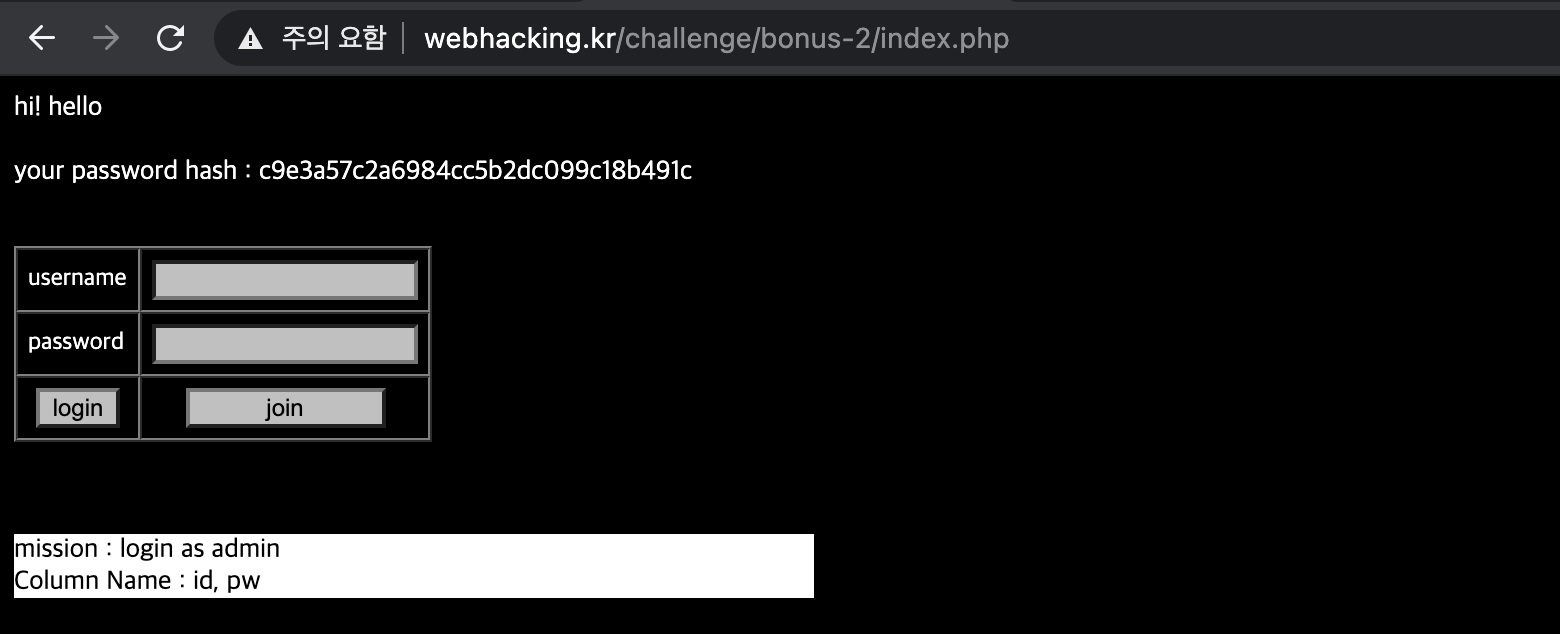 주의 요함 webhacking.kr/challenge/bonus-2/index.php
hi! hello
your password hash : c9e3a57c2a6984cc5b2dc099c18b491c
username
password
login join
mission : login as admin
Column Name : id, pw